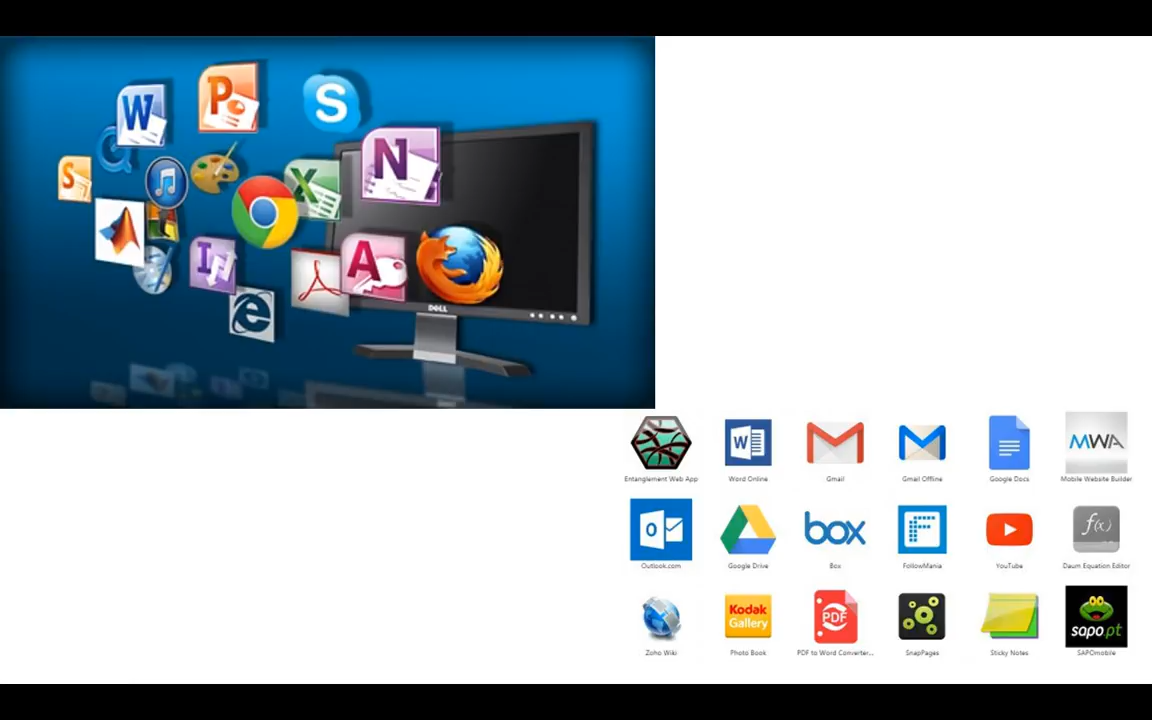 W
P
S
N
S
X
I
A
e
DELL
Entanglement Web App
W
Word Online
Gmail
Gmail Offline
Google Docs
MWA
Mobile Website Builder
O
Outlook.com
Google Drive
box
Box
F
FollowMania
YouTube
f(x)
Daum Equation Editor
Zoho Wiki
Kodak
Gallery
Photo Book
PDF
PDF to Word Converter...
SnapPages
Sticky Notes
sapo.pt
SAPOmobile